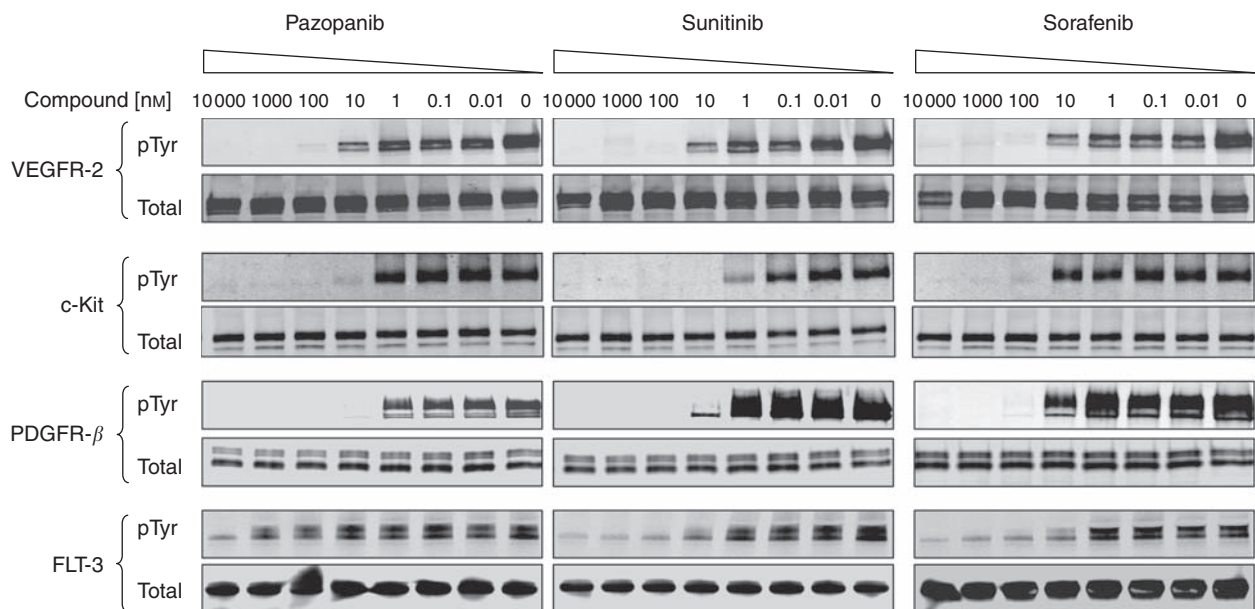 Pazopanib Sunitinib Sorafenib
Compound [nM] 10 000 1000 100 10 1 0.1 0.01 0 10 000 1000 100 10 1 0.1 0.01 0 10 000 1000 100 10 1 0.1 0.01 0
pTyr
VEGFR-2
Total
pTyr
c-Kit
Total
pTyr
PDGFR-β
Total
pTyr
FLT-3
Total